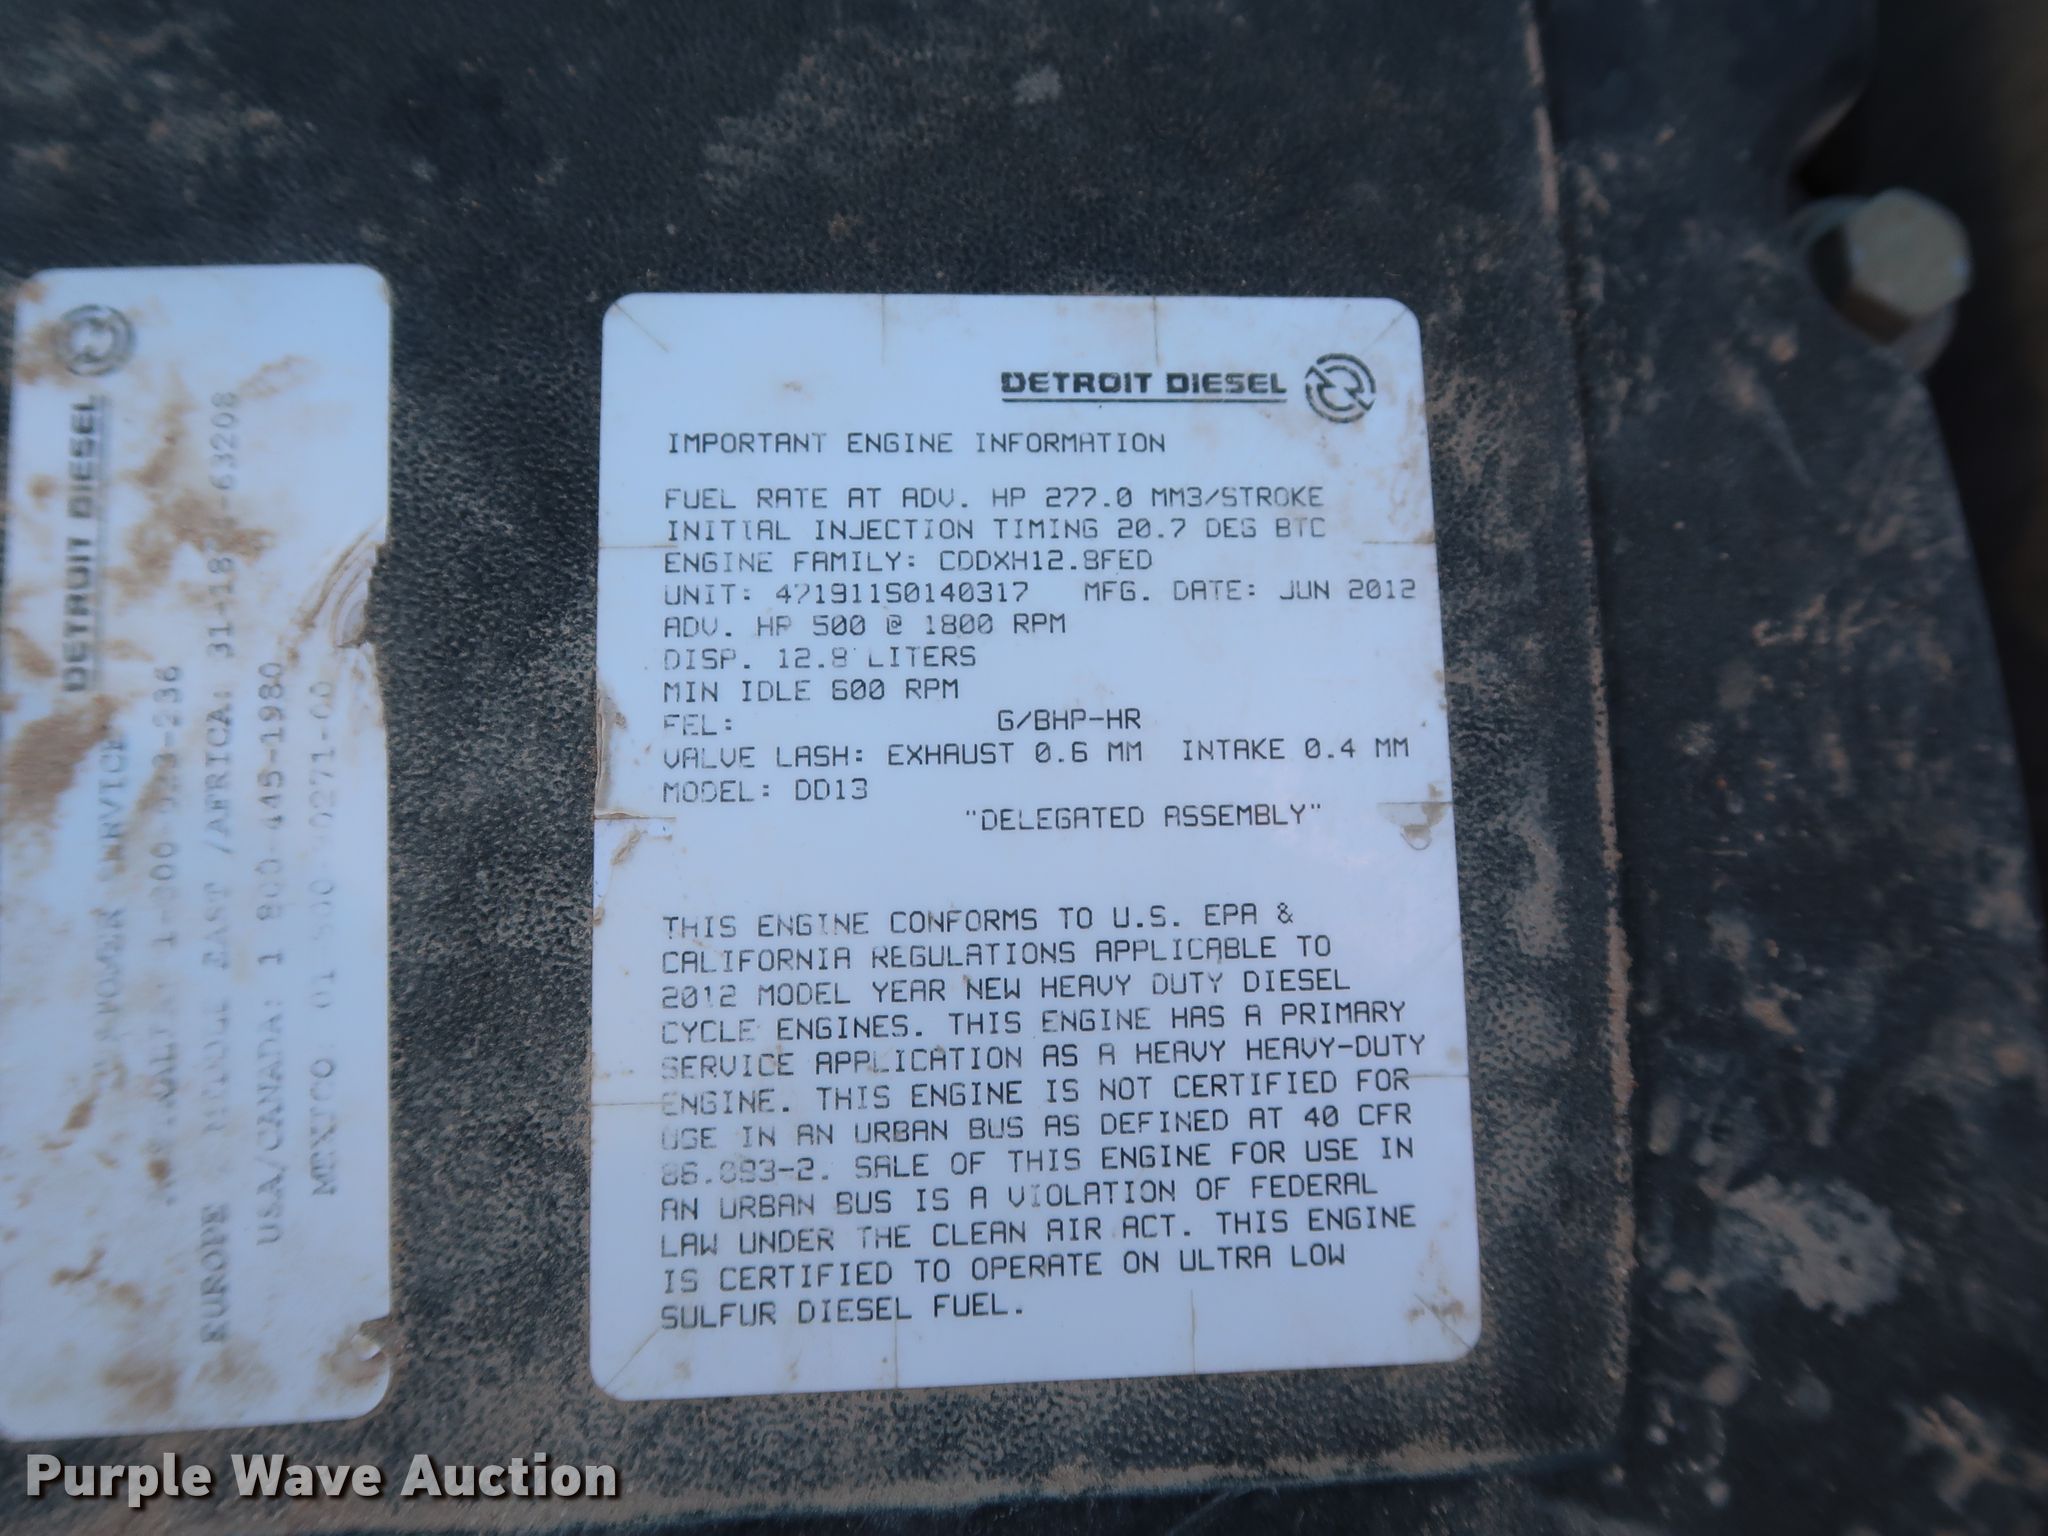 DETROIT DIESEL
IMPORTANT ENGINE INFORMATION
FUEL RATE AT ADV. HP 277.0 MM3/STROKE
INITIAL INJECTION TIMING 20.7 DEG BTC
ENGINE FAMILY: CDDXH12.8FED
UNIT: 471911S0140317 MFG. DATE: JUN 2012
ADV. HP 500 @ 1800 RPM
DISP. 12.8 LITERS
MIN IDLE 600 RPM
FEL: G/BHP-HR
VALVE LASH: EXHAUST 0.6 MM INTAKE 0.4 MM
MODEL: DD13
"DELEGATED ASSEMBLY"
THIS ENGINE CONFORMS TO U.S. EPA &
CALIFORNIA REGULATIONS APPLICABLE TO
2012 MODEL YEAR NEW HEAVY DUTY DIESEL
CYCLE ENGINES. THIS ENGINE HAS A PRIMARY
SERVICE APPLICATION AS A HEAVY HEAVY-DUTY
ENGINE. THIS ENGINE IS NOT CERTIFIED FOR
USE IN AN URBAN BUS AS DEFINED AT 40 CFR
86.093-2. SALE OF THIS ENGINE FOR USE IN
AN URBAN BUS IS A VIOLATION OF FEDERAL
LAW UNDER THE CLEAN AIR ACT. THIS ENGINE
IS CERTIFIED TO OPERATE ON ULTRA LOW
SULFUR DIESEL FUEL.
DETROIT DIESEL
SERVICE
EUROPE MIDDLE EAST /AFRICA:
USA/CANADA: 1 800-445-1980
MEXICO:
Purple Wave Auction